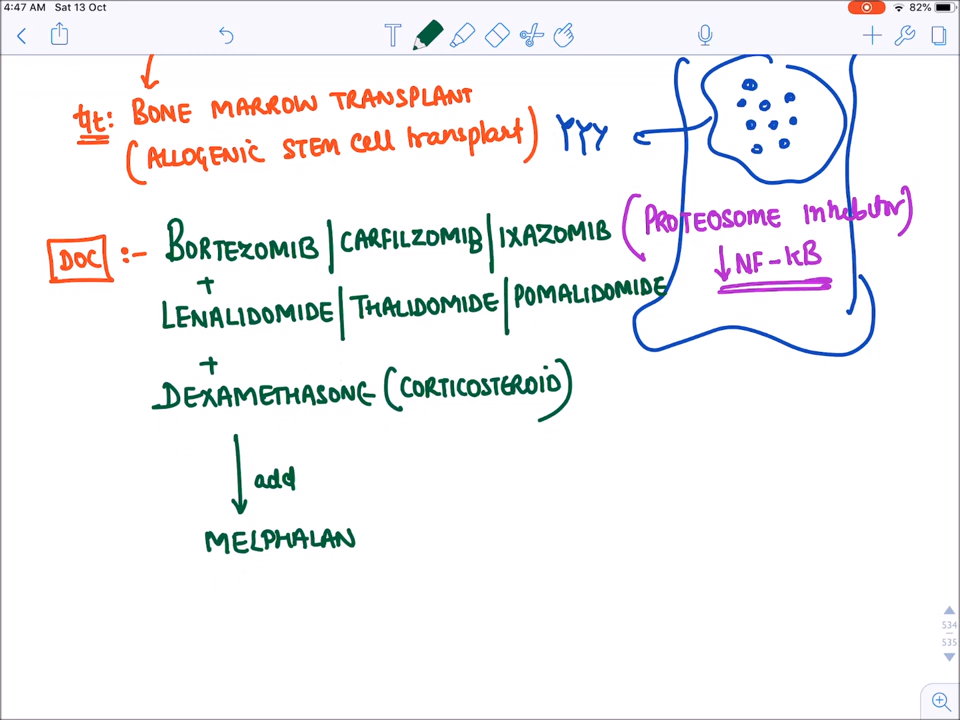 4:47 AM Sat 13 Oct
82%
T
BONE MARROW TRANSPLANT
(ALLOGENIC STEM cell transplant)
YYY
DOC :-
BORTEZOMIB | CARFILZOMIB | IXAZOMIB (PROTEOSOME Inhibitor)
↓ NF-KB
+
LENALIDOMIDE | THALIDOMIDE | POMALIDOMIDE
+
DEXAMETHASONE (CORTICOSTEROID)
add
MELPHALAN
534
535